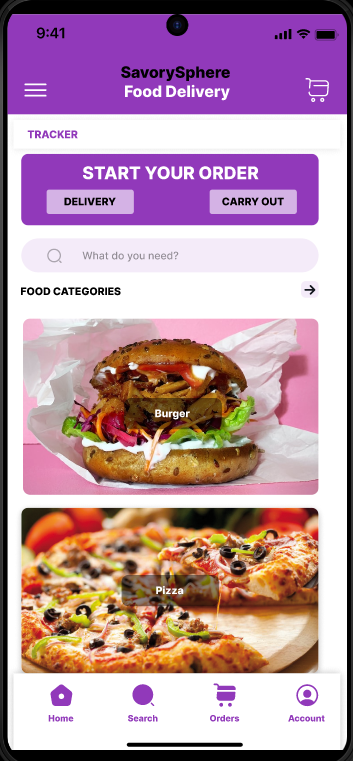 9:41
SavorySphere
Food Delivery
TRACKER
START YOUR ORDER
DELIVERY CARRY OUT
What do you need?
FOOD CATEGORIES
Burger
Pizza
Home Search Orders Account